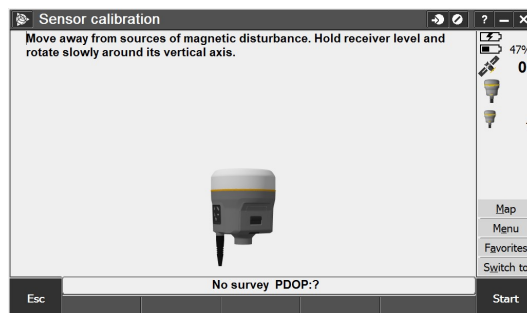 Sensor calibration
? – ×
Move away from sources of magnetic disturbance. Hold receiver level and
rotate slowly around its vertical axis.
47%
0
Map
Menu
Favorites
Switch to
No survey PDOP:?
Esc
Start